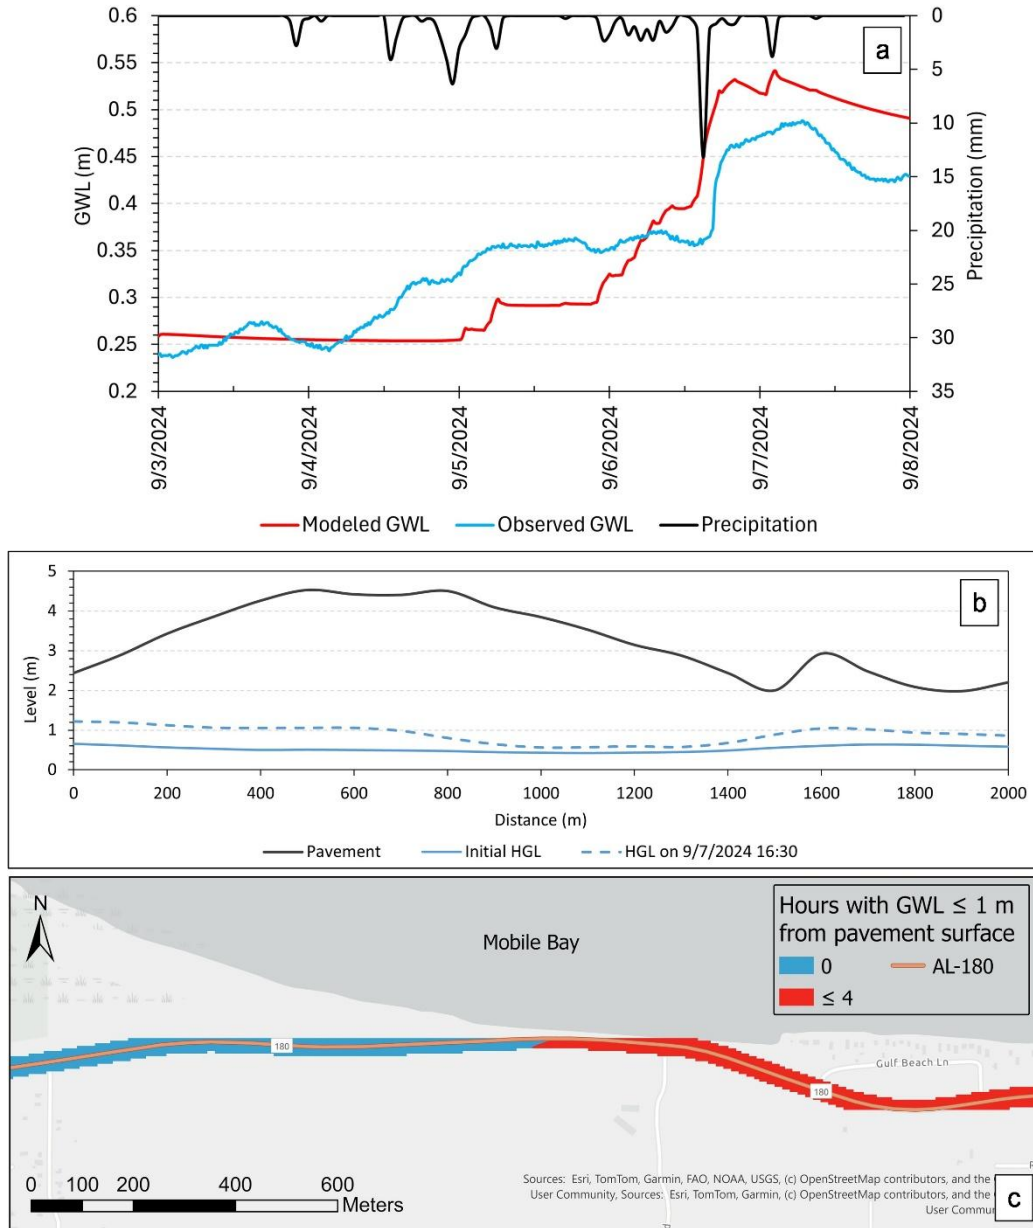 a
0.6
0.55
0.5
0.45
0.4
0.35
0.3
0.25
0.2
GWL (m)
0
5
10
15
20
25
30
35
Precipitation (mm)
9/3/2024
9/4/2024
9/5/2024
9/6/2024
9/7/2024
9/8/2024
Modeled GWL
Observed GWL
Precipitation
b
5
4
3
2
1
0
Level (m)
0 200 400 600 800 1000 1200 1400 1600 1800 2000
Distance (m)
Pavement
Initial HGL
HGL on 9/7/2024 16:30
N
Mobile Bay
Hours with GWL ≤ 1 m
from pavement surface
0
AL-180
≤ 4
180
Gulf Beach Ln
180
0 100 200 400 600
Meters
Sources: Esri, TomTom, Garmin, FAO, NOAA, USGS, (c) OpenStreetMap contributors, and the
User Community, Sources: Esri, TomTom, Garmin, (c) OpenStreetMap contributors, and the
c